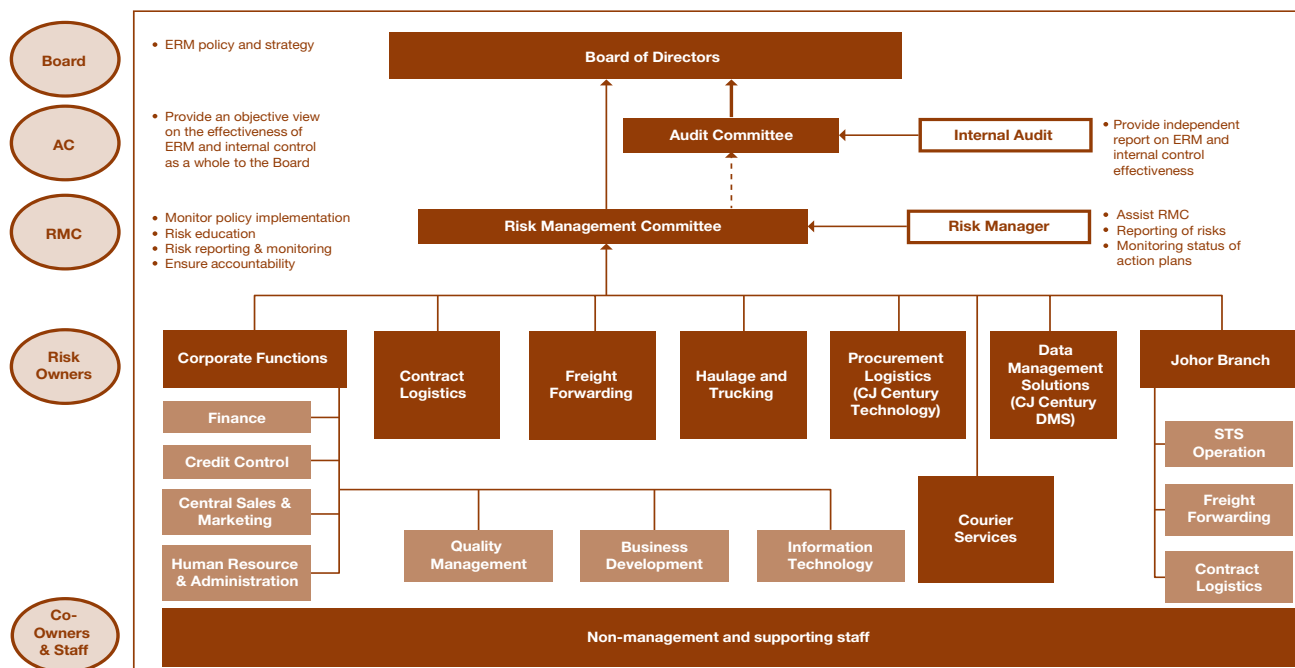 Board
• ERM policy and strategy
Board of Directors
AC
• Provide an objective view
on the effectiveness of
ERM and internal control
as a whole to the Board
Audit Committee
Internal Audit
• Provide independent
report on ERM and
internal control
effectiveness
RMC
• Monitor policy implementation
• Risk education
• Risk reporting & monitoring
• Ensure accountability
Risk Management Committee
Risk Manager
• Assist RMC
• Reporting of risks
• Monitoring status of
action plans
Risk
Owners
Corporate Functions
Contract
Logistics
Freight
Forwarding
Haulage and
Trucking
Procurement
Logistics
(CJ Century
Technology)
Data
Management
Solutions
(CJ Century
DMS)
Johor Branch
Finance
Credit Control
Central Sales &
Marketing
Human Resource
& Administration
Quality
Management
Business
Development
Information
Technology
Courier
Services
STS
Operation
Freight
Forwarding
Contract
Logistics
Co-
Owners
& Staff
Non-management and supporting staff